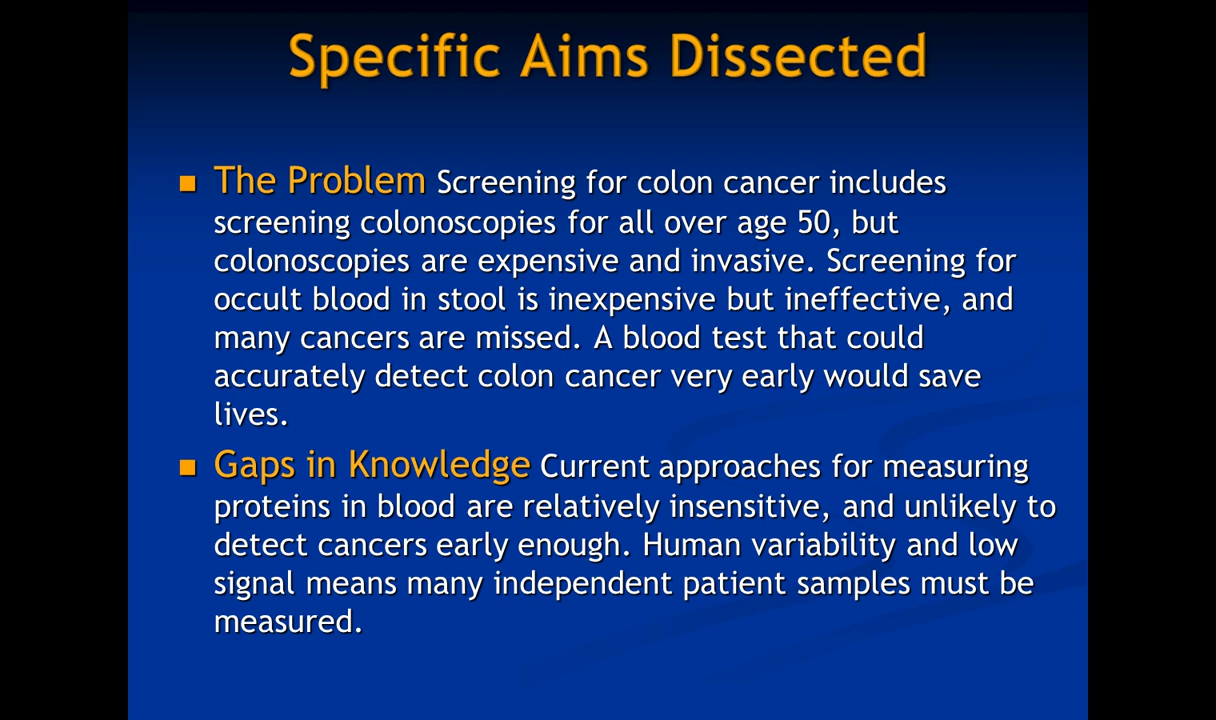 Specific Aims Dissected
The Problem Screening for colon cancer includes
screening colonoscopies for all over age 50, but
colonoscopies are expensive and invasive. Screening for
occult blood in stool is inexpensive but ineffective, and
many cancers are missed. A blood test that could
accurately detect colon cancer very early would save
lives.
Gaps in Knowledge Current approaches for measuring
proteins in blood are relatively insensitive, and unlikely to
detect cancers early enough. Human variability and low
signal means many independent patient samples must be
measured.